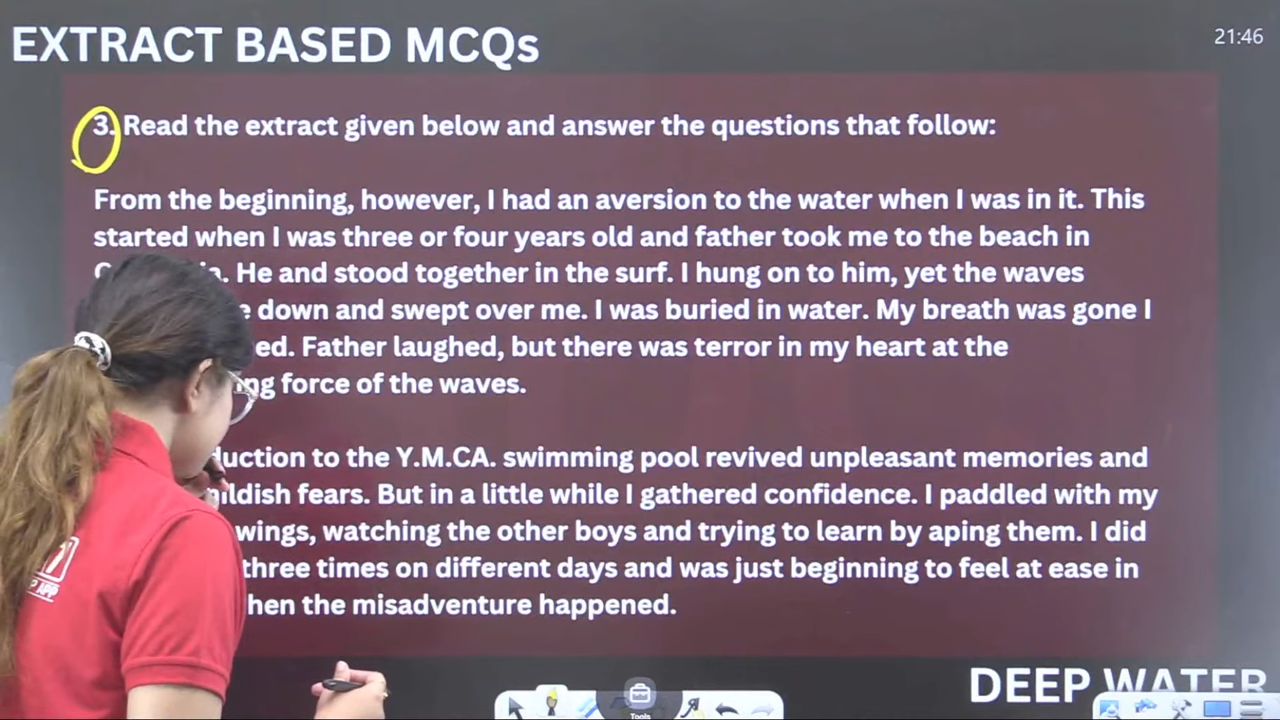 EXTRACT BASED MCQs
21:46
3. Read the extract given below and answer the questions that follow:
From the beginning, however, I had an aversion to the water when I was in it. This
started when I was three or four years old and father took me to the beach in
He and stood together in the surf. I hung on to him, yet the waves
down and swept over me. I was buried in water. My breath was gone I
Father laughed, but there was terror in my heart at the
force of the waves.
to the Y.M.CA. swimming pool revived unpleasant memories and
fears. But in a little while I gathered confidence. I paddled with my
wings, watching the other boys and trying to learn by aping them. I did
three times on different days and was just beginning to feel at ease in
the misadventure happened.
DEEP WATER
Tools